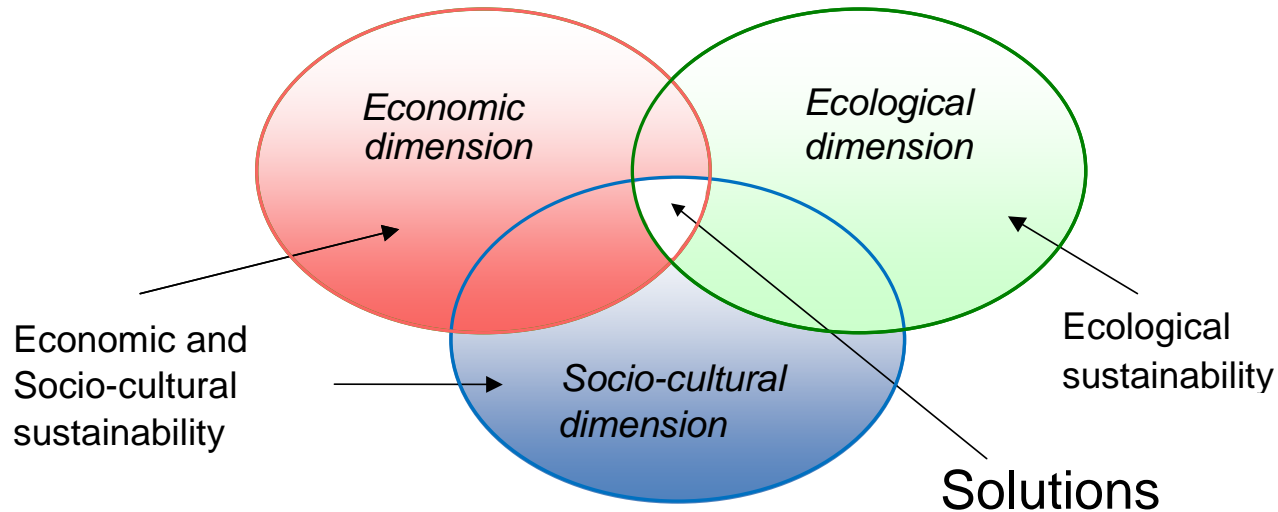 Economic
dimension
Ecological
dimension
Economic and
Socio-cultural
sustainability
Socio-cultural
dimension
Ecological
sustainability
Solutions